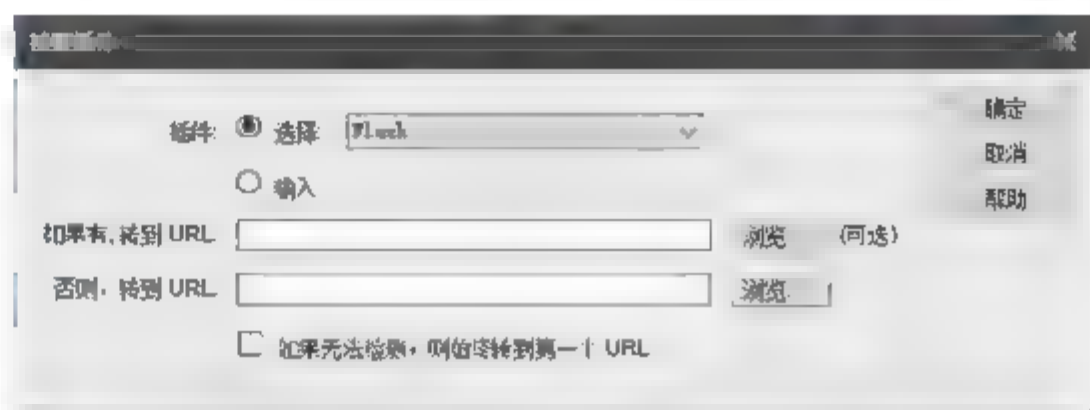 插件: 选择: Flash
输入:
如果有,转到 URL:
浏览... (可选)
否则,转到 URL:
浏览...
如果无法检测,则始终转到第一个 URL
确定
取消
帮助